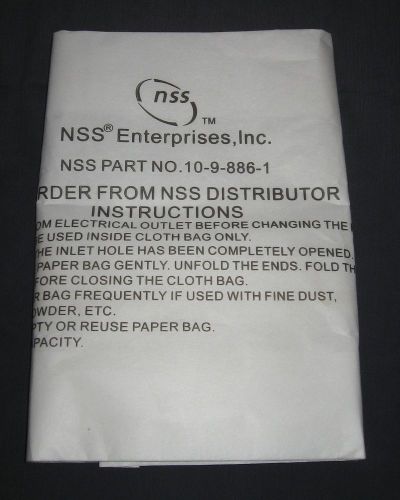 nss
TM
NSS® Enterprises,Inc.
NSS PART NO.10-9-886-1
RDER FROM NSS DISTRIBUTOR
INSTRUCTIONS
OM ELECTRICAL OUTLET BEFORE CHANGING THE
E USED INSIDE CLOTH BAG ONLY.
THE INLET HOLE HAS BEEN COMPLETELY OPENED.
PAPER BAG GENTLY. UNFOLD THE ENDS. FOLD TH
FORE CLOSING THE CLOTH BAG.
R BAG FREQUENTLY IF USED WITH FINE DUST,
OWDER, ETC.
PTY OR REUSE PAPER BAG.
APACITY.